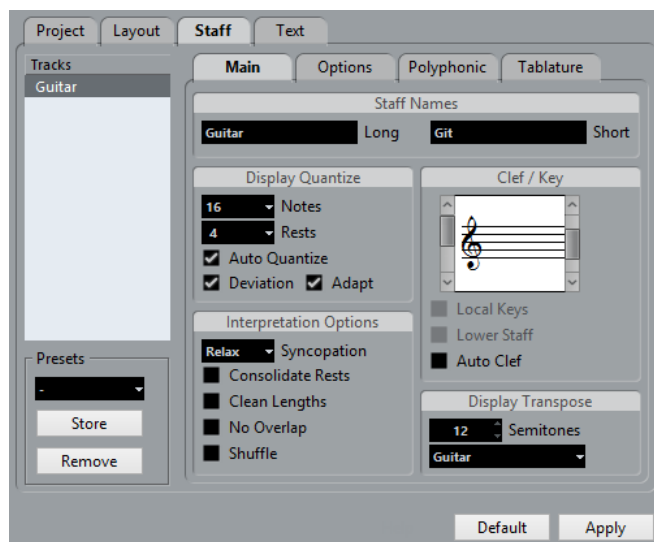 Project Layout Staff Text
Tracks
Guitar
Main Options Polyphonic Tablature
Staff Names
Guitar Long Git Short
Display Quantize
16 Notes
4 Rests
Auto Quantize
Deviation Adapt
Clef / Key
Local Keys
Lower Staff
Auto Clef
Interpretation Options
Relax Syncopation
Consolidate Rests
Clean Lengths
No Overlap
Shuffle
Display Transpose
12 Semitones
Guitar
Presets
-
Store
Remove
Default Apply